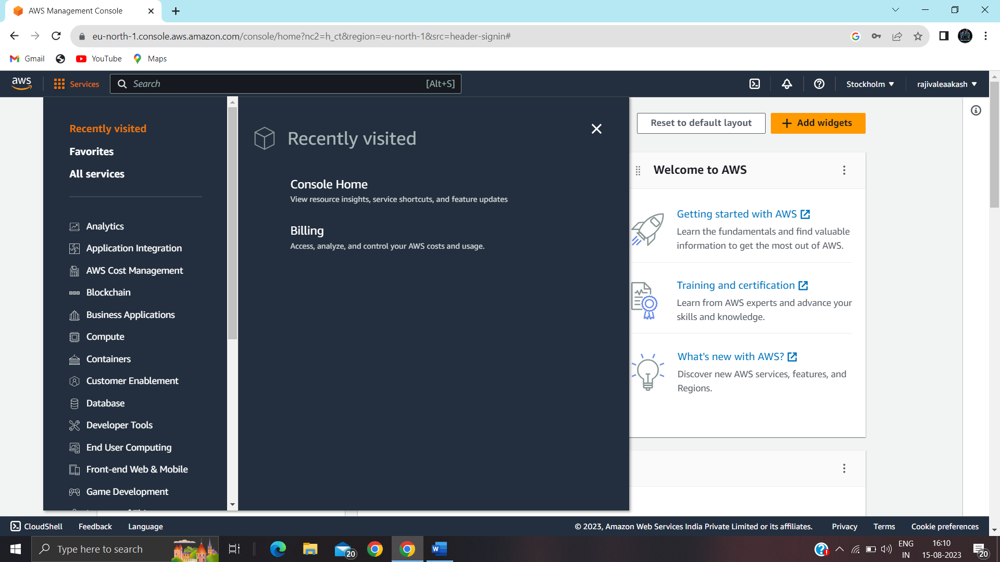 AWS Management Console
eu-north-1.console.aws.amazon.com/console/home?nc2=h_ct&region=eu-north-1&src=header-signin#
Gmail YouTube Maps
aws Services Search [Alt+S] Stockholm rajivaleaakash
Recently visited
Favorites
All services
Analytics
Application Integration
AWS Cost Management
Blockchain
Business Applications
Compute
Containers
Customer Enablement
Database
Developer Tools
End User Computing
Front-end Web & Mobile
Game Development
Recently visited
Console Home
View resource insights, service shortcuts, and feature updates
Billing
Access, analyze, and control your AWS costs and usage.
Reset to default layout
Add widgets
Welcome to AWS
Getting started with AWS
Learn the fundamentals and find valuable
information to get the most out of AWS.
Training and certification
Learn from AWS experts and advance your
skills and knowledge.
What's new with AWS?
Discover new AWS services, features, and
Regions.
CloudShell Feedback Language © 2023, Amazon Web Services India Private Limited or its affiliates. Privacy Terms Cookie preferences
Type here to search
20
W
ENG
IN
16:10
15-08-2023
20